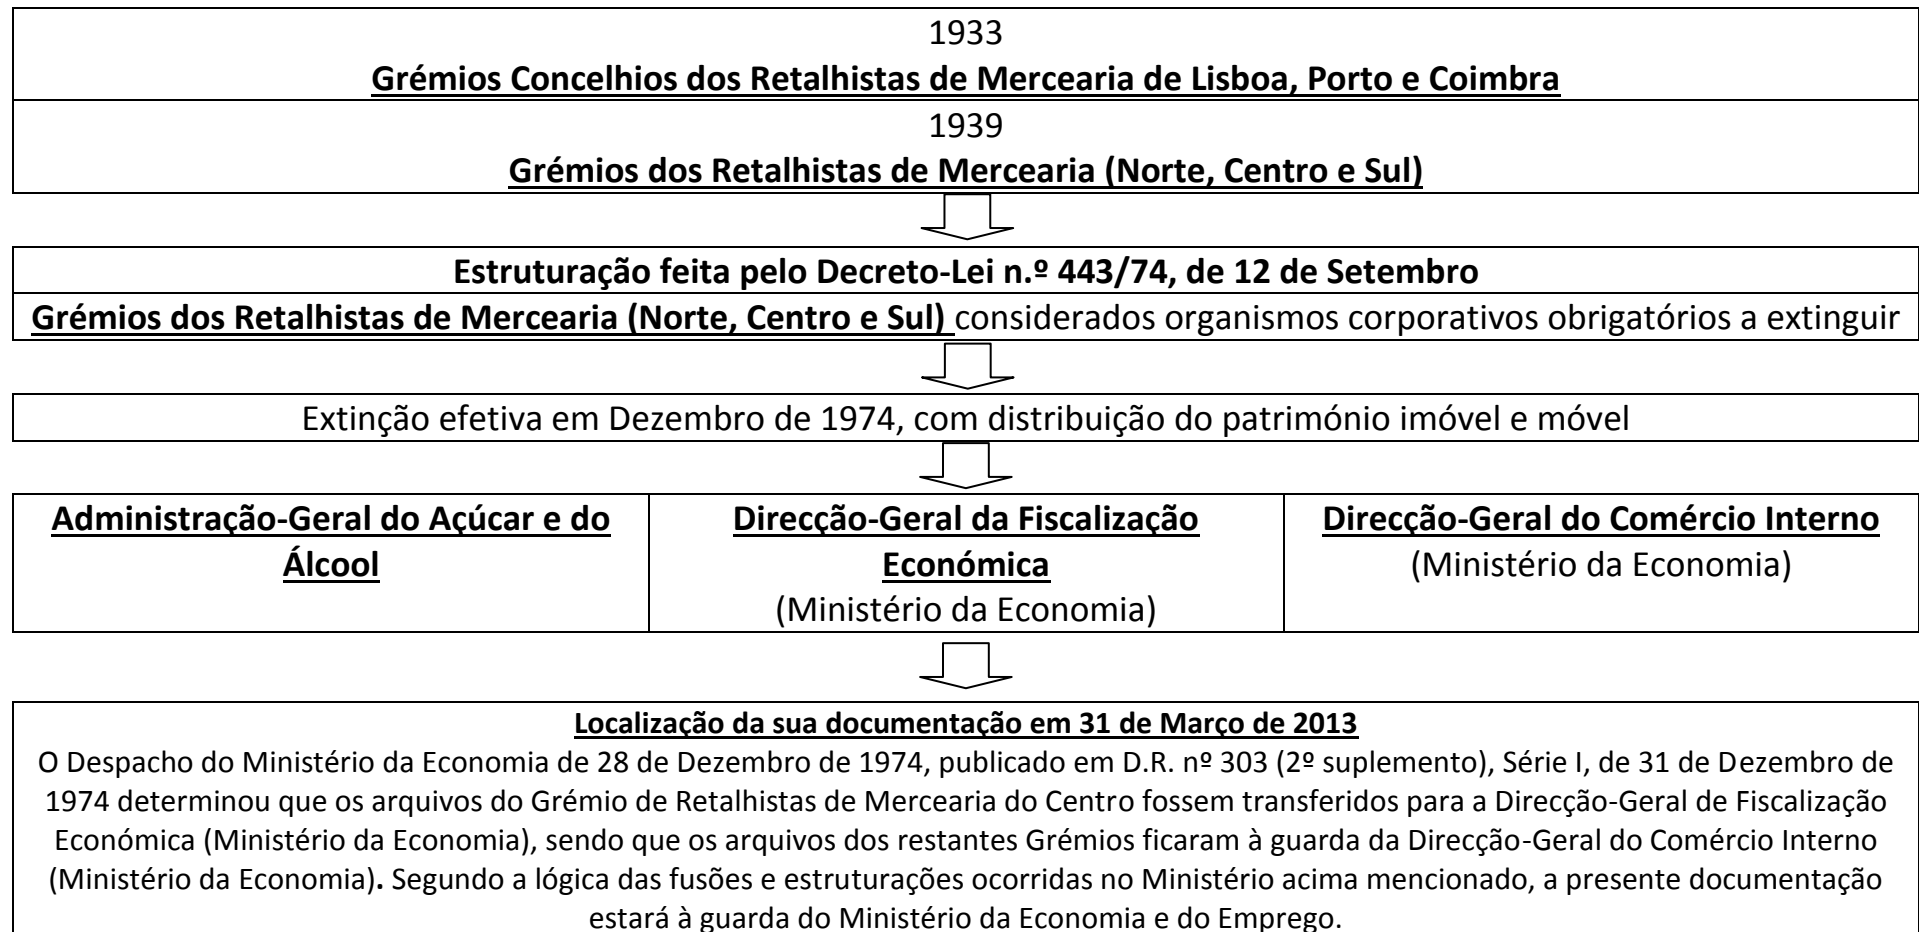 1933
Grémios Concelhios dos Retalhistas de Mercearia de Lisboa, Porto e Coimbra
1939
Grémios dos Retalhistas de Mercearia (Norte, Centro e Sul)
Estruturação feita pelo Decreto-Lei n.º 443/74, de 12 de Setembro
Grémios dos Retalhistas de Mercearia (Norte, Centro e Sul) considerados organismos corporativos obrigatórios a extinguir
Extinção efetiva em Dezembro de 1974, com distribuição do património imóvel e móvel
Administração-Geral do Açúcar e do
Álcool
Direcção-Geral da Fiscalização
Económica
(Ministério da Economia)
Direcção-Geral do Comércio Interno
(Ministério da Economia)
Localização da sua documentação em 31 de Março de 2013
O Despacho do Ministério da Economia de 28 de Dezembro de 1974, publicado em D.R. nº 303 (2º suplemento), Série I, de 31 de Dezembro de
1974 determinou que os arquivos do Grémio de Retalhistas de Mercearia do Centro fossem transferidos para a Direcção-Geral de Fiscalização
Económica (Ministério da Economia), sendo que os arquivos dos restantes Grémios ficaram à guarda da Direcção-Geral do Comércio Interno
(Ministério da Economia). Segundo a lógica das fusões e estruturações ocorridas no Ministério acima mencionado, a presente documentação
estará à guarda do Ministério da Economia e do Emprego.